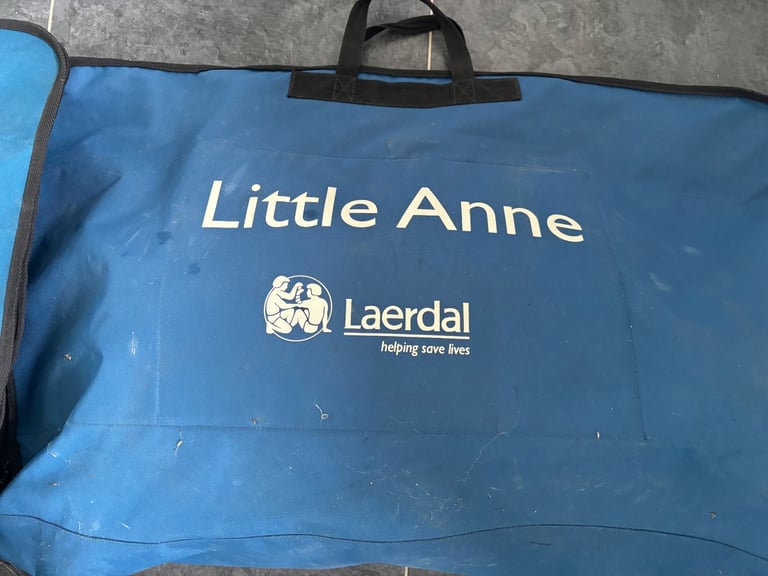 Little Anne
Laerdal
helping save lives